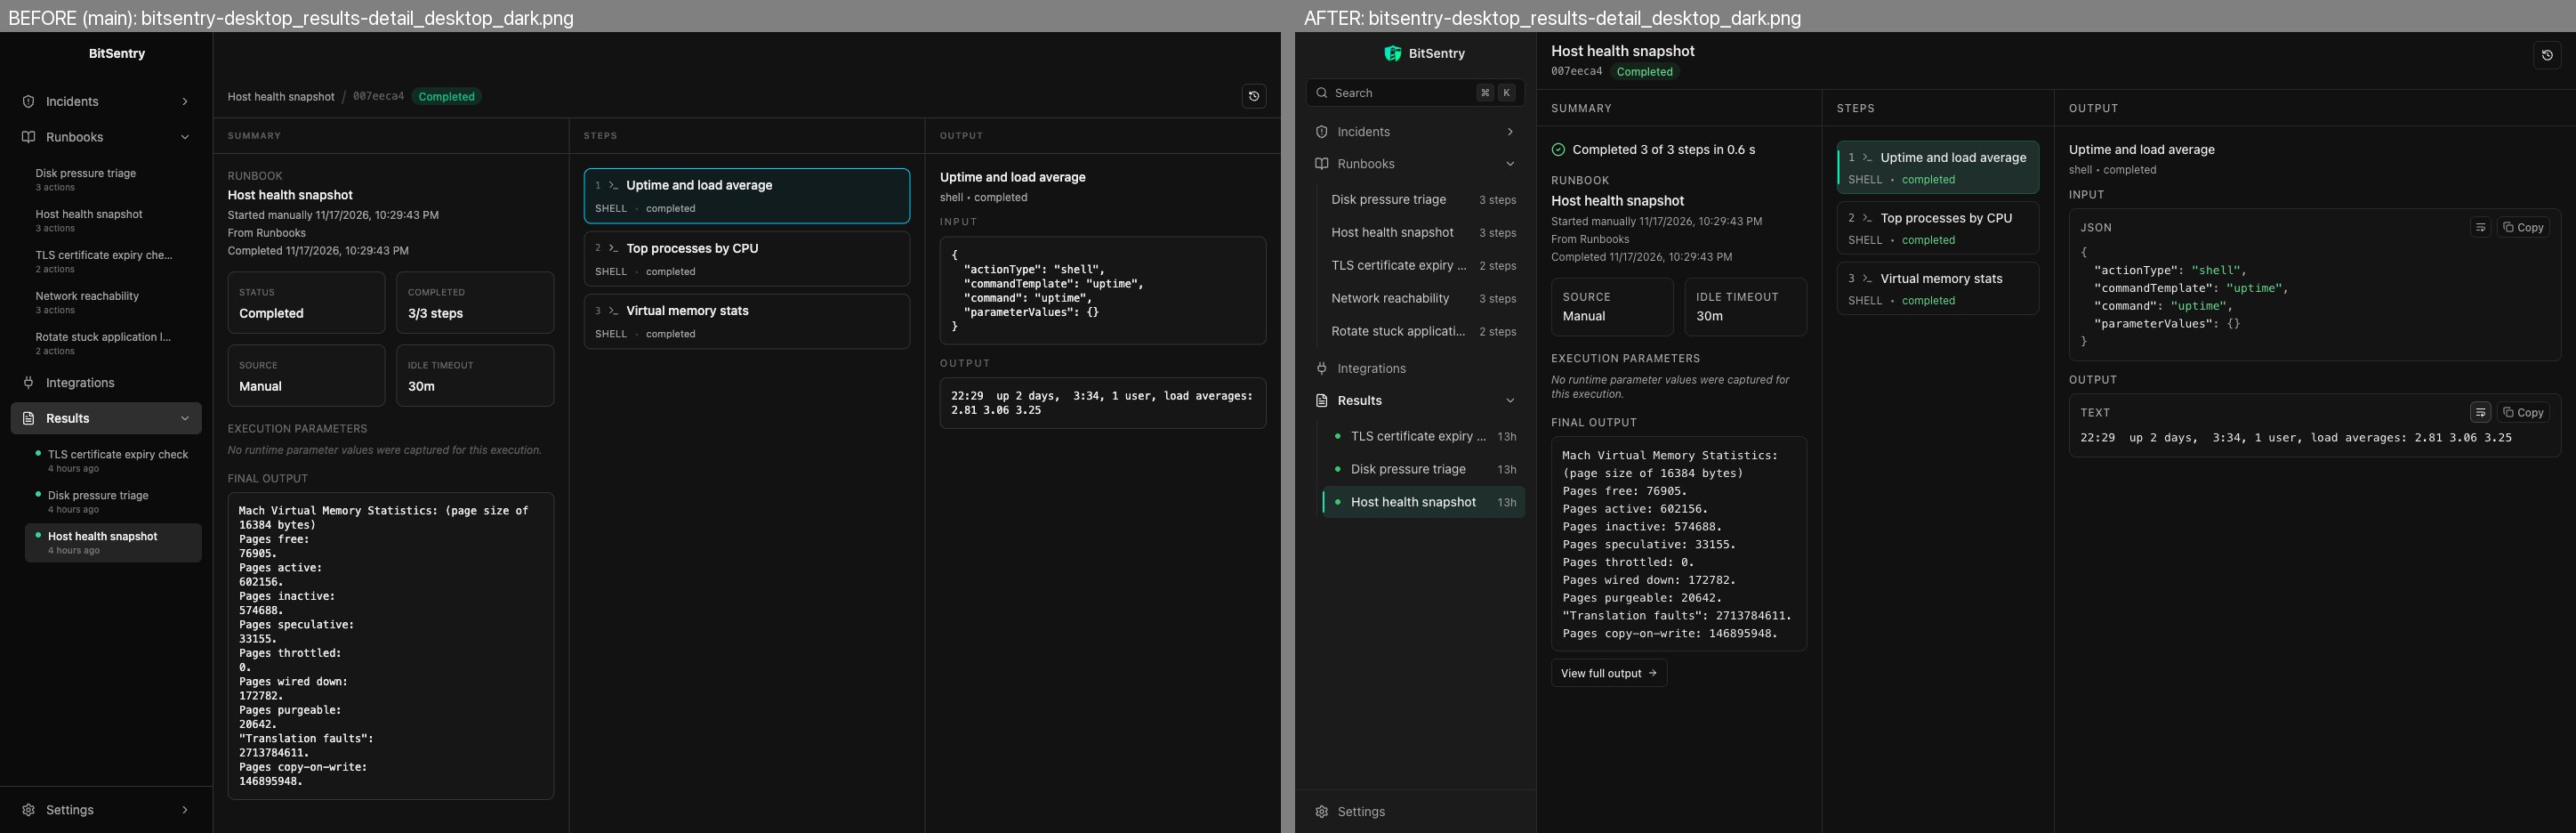 BEFORE (main): bitsentry-desktop_results-detail_desktop_dark.png
BitSentry
Incidents
Runbooks
Disk pressure triage
3 actions
Host health snapshot
3 actions
TLS certificate expiry che...
2 actions
Network reachability
3 actions
Rotate stuck application l...
2 actions
Integrations
Results
TLS certificate expiry check
4 hours ago
Disk pressure triage
4 hours ago
Host health snapshot
4 hours ago
Settings
Host health snapshot / 007eeca4 Completed
SUMMARY
RUNBOOK
Host health snapshot
Started manually 11/17/2026, 10:29:43 PM
From Runbooks
Completed 11/17/2026, 10:29:43 PM
STATUS
Completed
COMPLETED
3/3 steps
SOURCE
Manual
IDLE TIMEOUT
30m
EXECUTION PARAMETERS
No runtime parameter values were captured for this execution.
FINAL OUTPUT
Mach Virtual Memory Statistics: (page size of
16384 bytes)
Pages free:
76905.
Pages active:
602156.
Pages inactive:
574688.
Pages speculative:
33155.
Pages throttled:
0.
Pages wired down:
172782.
Pages purgeable:
20642.
"Translation faults":
2713784611.
Pages copy-on-write:
146895948.
STEPS
1 >_ Uptime and load average
SHELL · completed
2 >_ Top processes by CPU
SHELL · completed
3 >_ Virtual memory stats
SHELL · completed
OUTPUT
Uptime and load average
shell • completed
INPUT
{
"actionType": "shell",
"commandTemplate": "uptime",
"command": "uptime",
"parameterValues": {}
}
OUTPUT
22:29  up 2 days,  3:34, 1 user, load averages:
2.81 3.06 3.25
AFTER: bitsentry-desktop_results-detail_desktop_dark.png
BitSentry
Search ⌘ K
Incidents
Runbooks
Disk pressure triage 3 steps
Host health snapshot 3 steps
TLS certificate expiry ... 2 steps
Network reachability 3 steps
Rotate stuck applicati... 2 steps
Integrations
Results
TLS certificate expiry ... 13h
Disk pressure triage 13h
Host health snapshot 13h
Settings
Host health snapshot
007eeca4 Completed
SUMMARY
Completed 3 of 3 steps in 0.6 s
RUNBOOK
Host health snapshot
Started manually 11/17/2026, 10:29:43 PM
From Runbooks
Completed 11/17/2026, 10:29:43 PM
SOURCE
Manual
IDLE TIMEOUT
30m
EXECUTION PARAMETERS
No runtime parameter values were captured for
this execution.
FINAL OUTPUT
Mach Virtual Memory Statistics:
(page size of 16384 bytes)
Pages free: 76905.
Pages active: 602156.
Pages inactive: 574688.
Pages speculative: 33155.
Pages throttled: 0.
Pages wired down: 172782.
Pages purgeable: 20642.
"Translation faults": 2713784611.
Pages copy-on-write: 146895948.
View full output →
STEPS
1 >_ Uptime and load average
SHELL • completed
2 >_ Top processes by CPU
SHELL • completed
3 >_ Virtual memory stats
SHELL • completed
OUTPUT
Uptime and load average
shell • completed
INPUT
JSON Copy
{
"actionType": "shell",
"commandTemplate": "uptime",
"command": "uptime",
"parameterValues": {}
}
OUTPUT
TEXT Copy
22:29  up 2 days,  3:34, 1 user, load averages: 2.81 3.06 3.25